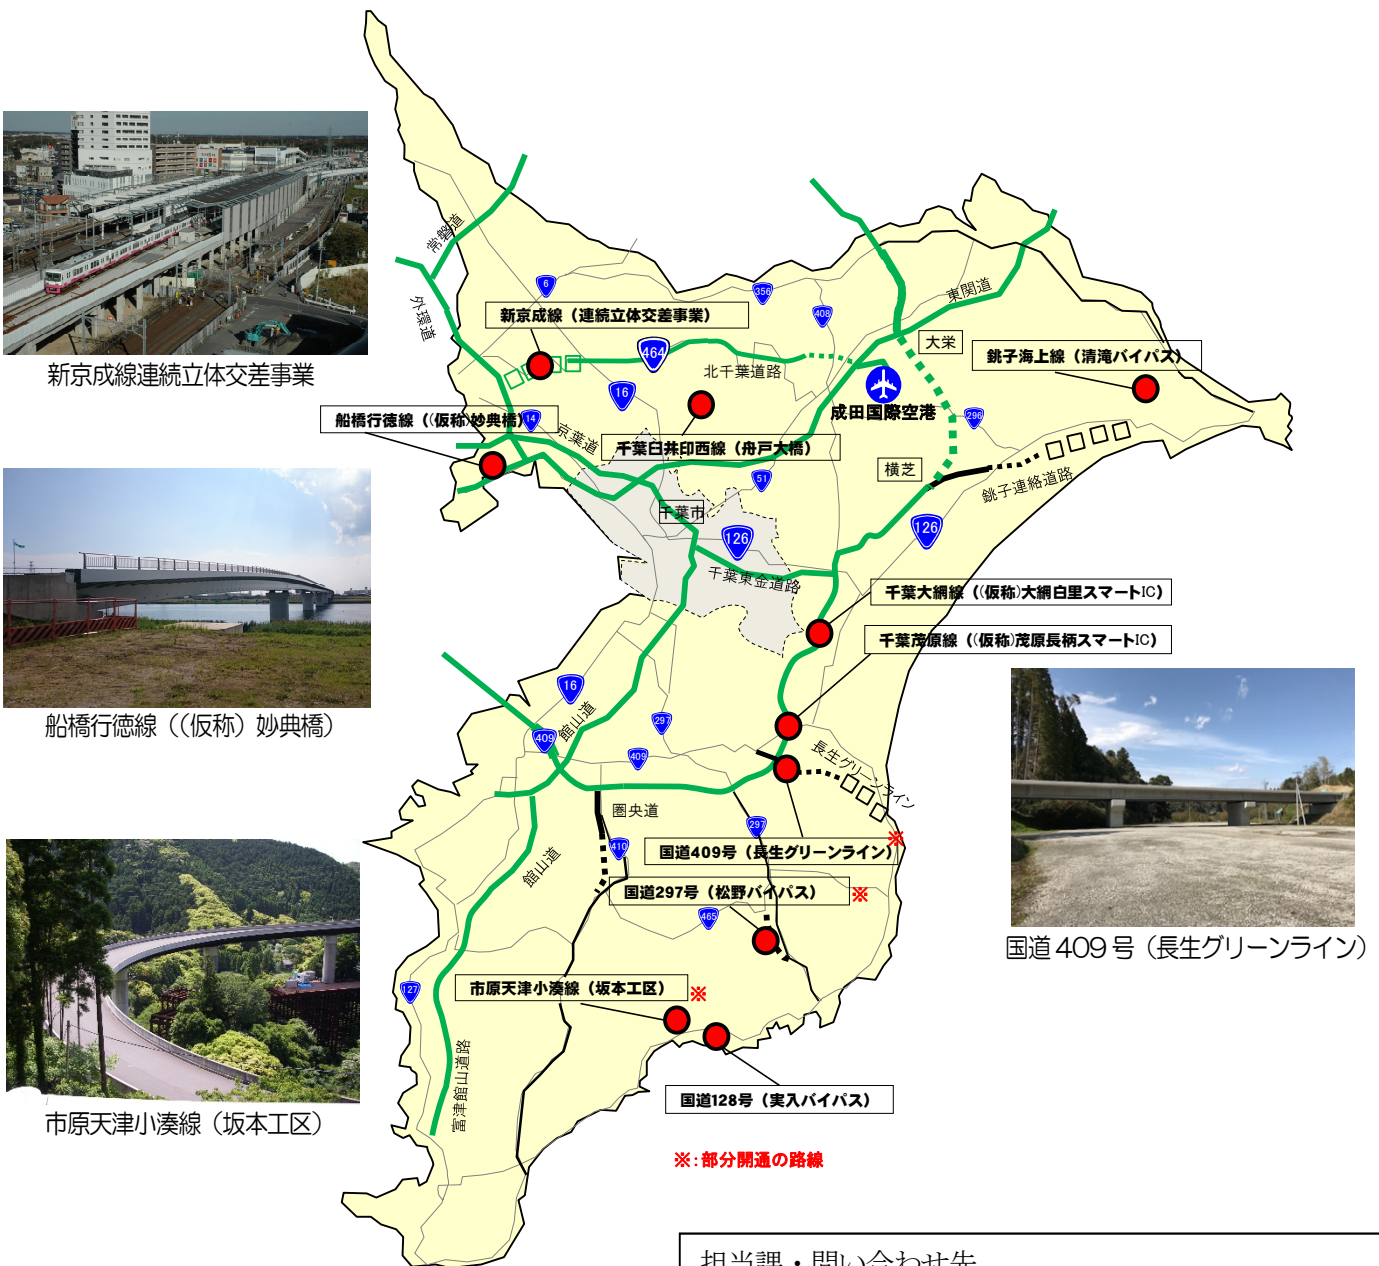 常磐道
外環道
6
356
408
東関道
新京成線（連続立体交差事業）
464
北千葉道路
大栄
銚子海上線（清滝バイパス）
新京成線連続立体交差事業
16
成田国際空港
船橋行徳線（(仮称)妙典橋）
14
京葉道
296
千葉臼井印西線（舟戸大橋）
横芝
51
銚子連絡道路
千葉市
126
126
千葉東金道路
千葉大網線（(仮称)大網白里スマートIC）
千葉茂原線（(仮称)茂原長柄スマートIC）
船橋行徳線（(仮称）妙典橋）
16
館山道
297
409
409
長生グリーンライン
圏央道
297
410
国道409号（長生グリーンライン）
※
館山道
国道297号（松野バイパス）
※
465
国道409号（長生グリーンライン）
127
市原天津小湊線（坂本工区）
※
富津館山道路
国道128号（実入バイパス）
市原天津小湊線（坂本工区）
※：部分開通の路線
担当課・問い合わせ先